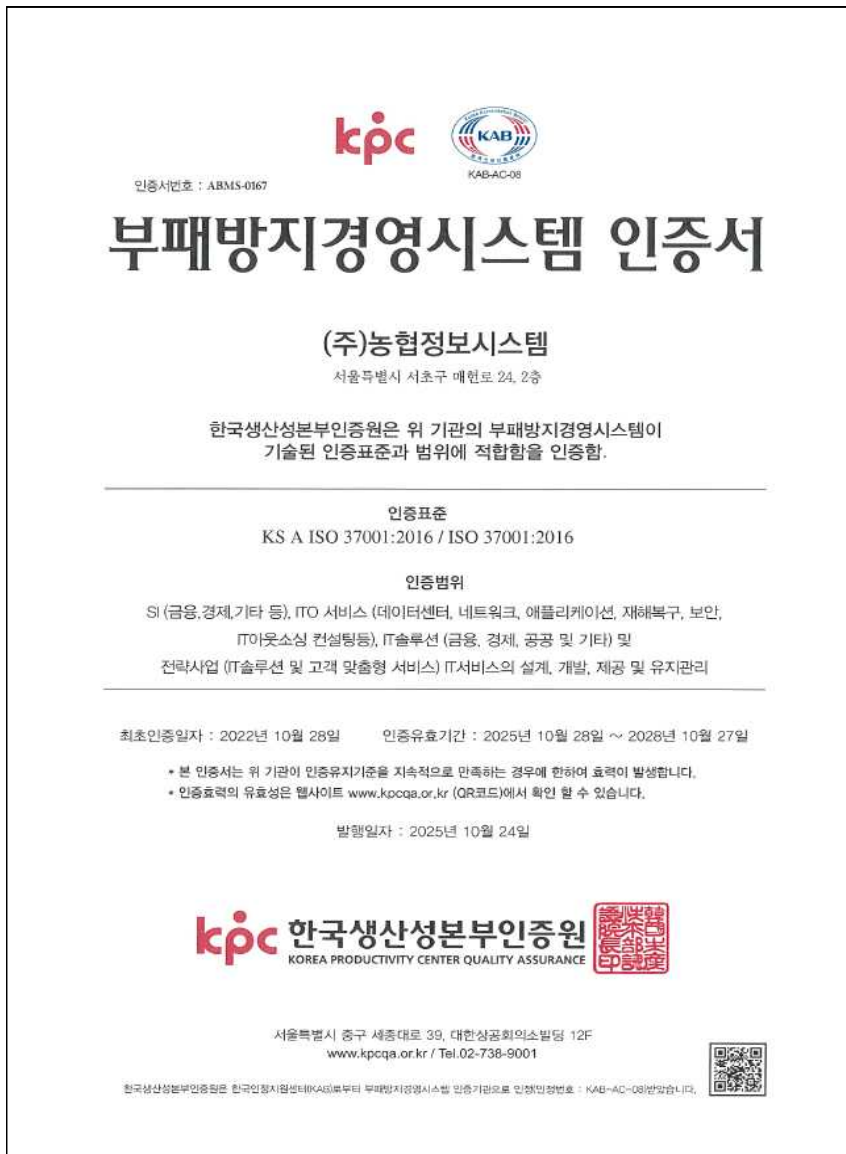 kpc
KAB
KAB-AC-08
인증서번호 : ABMS-0167
부패방지경영시스템 인증서
(주)농협정보시스템
서울특별시 서초구 매헌로 24, 2층
한국생산성본부인증원은 위 기관의 부패방지경영시스템이
기술된 인증표준과 범위에 적합함을 인증함.
인증표준
KS A ISO 37001:2016 / ISO 37001:2016
인증범위
SI (금융,경제,기타 등), ITO 서비스 (데이터센터, 네트워크, 애플리케이션, 재해복구, 보안,
IT아웃소싱 컨설팅등), IT솔루션 (금융, 경제, 공공 및 기타) 및
전략사업 (IT솔루션 및 고객 맞춤형 서비스) IT서비스의 설계, 개발, 제공 및 유지관리
최초인증일자 : 2022년 10월 28일 인증유효기간 : 2025년 10월 28일 ~ 2028년 10월 27일
* 본 인증서는 위 기관이 인증유지기준을 지속적으로 만족하는 경우에 한하여 효력이 발생합니다.
* 인증효력의 유효성은 웹사이트 www.kpcqa.or.kr (QR코드)에서 확인 할 수 있습니다.
발행일자 : 2025년 10월 24일
kpc 한국생산성본부인증원
KOREA PRODUCTIVITY CENTER QUALITY ASSURANCE
서울특별시 중구 세종대로 39, 대한상공회의소빌딩 12F
www.kpcqa.or.kr / Tel.02-738-9001
한국생산성본부인증원은 한국인정지원센터(KAB)로부터 부패방지경영시스템 인증기관으로 인정(인정번호 : KAB-AC-08)받았습니다.